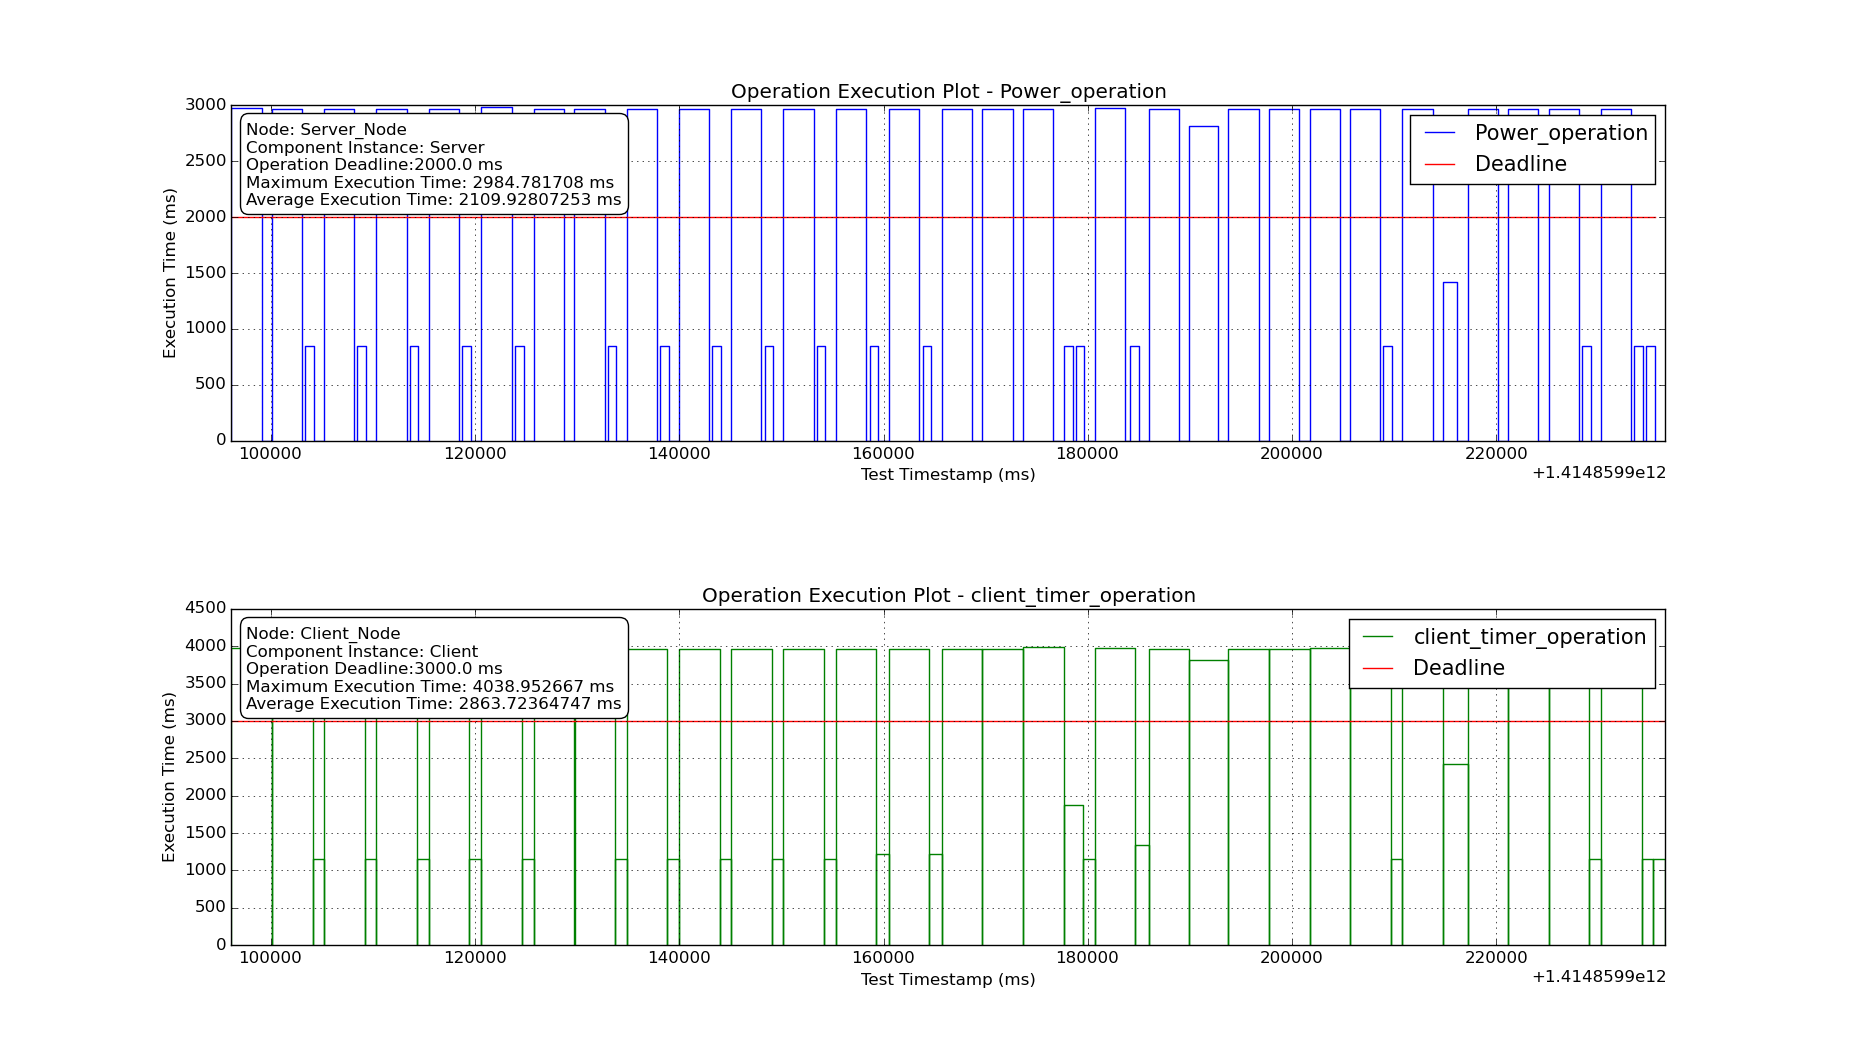 Operation Execution Plot - Power_operation
3000
2500
2000
1500
1000
500
0
Execution Time (ms)
Node: Server_Node
Component Instance: Server
Operation Deadline:2000.0 ms
Maximum Execution Time: 2984.781708 ms
Average Execution Time: 2109.92807253 ms
Power_operation
Deadline
100000 120000 140000 160000 180000 200000 220000
Test Timestamp (ms)
+1.4148599e12
Operation Execution Plot - client_timer_operation
4500
4000
3500
3000
2500
2000
1500
1000
500
0
Execution Time (ms)
Node: Client_Node
Component Instance: Client
Operation Deadline:3000.0 ms
Maximum Execution Time: 4038.952667 ms
Average Execution Time: 2863.72364747 ms
client_timer_operation
Deadline
100000 120000 140000 160000 180000 200000 220000
Test Timestamp (ms)
+1.4148599e12